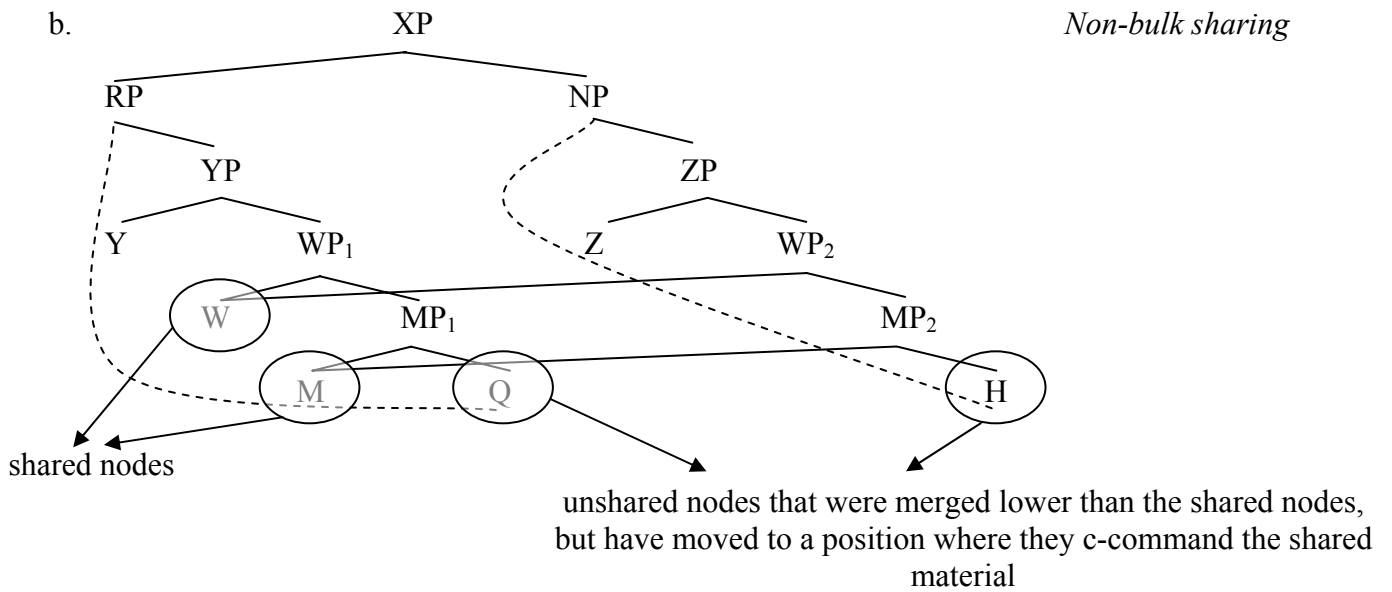 b. XP Non-bulk sharing
RP NP
YP ZP
Y WP₁ Z WP₂
W MP₁ MP₂
M Q H
shared nodes
unshared nodes that were merged lower than the shared nodes,
but have moved to a position where they c-command the shared
material